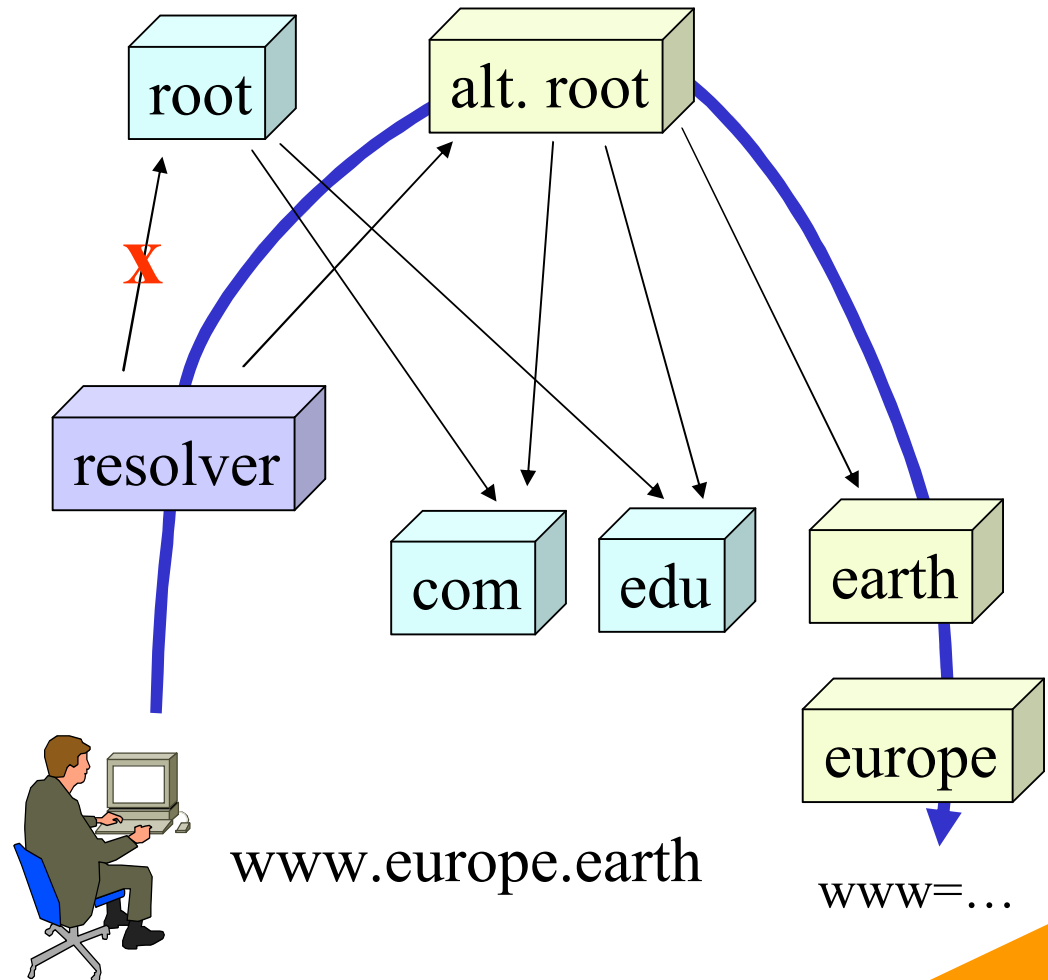 root
alt. root
X
resolver
com
edu
earth
europe
www.europe.earth
www=…